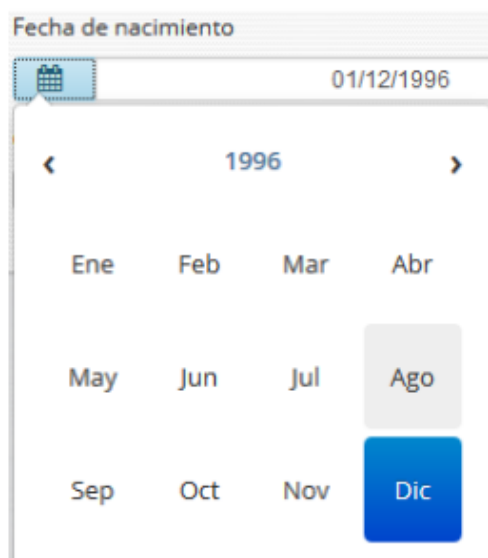 Fecha de nacimiento
01/12/1996
‹ 1996 ›
Ene Feb Mar Abr
May Jun Jul Ago
Sep Oct Nov Dic